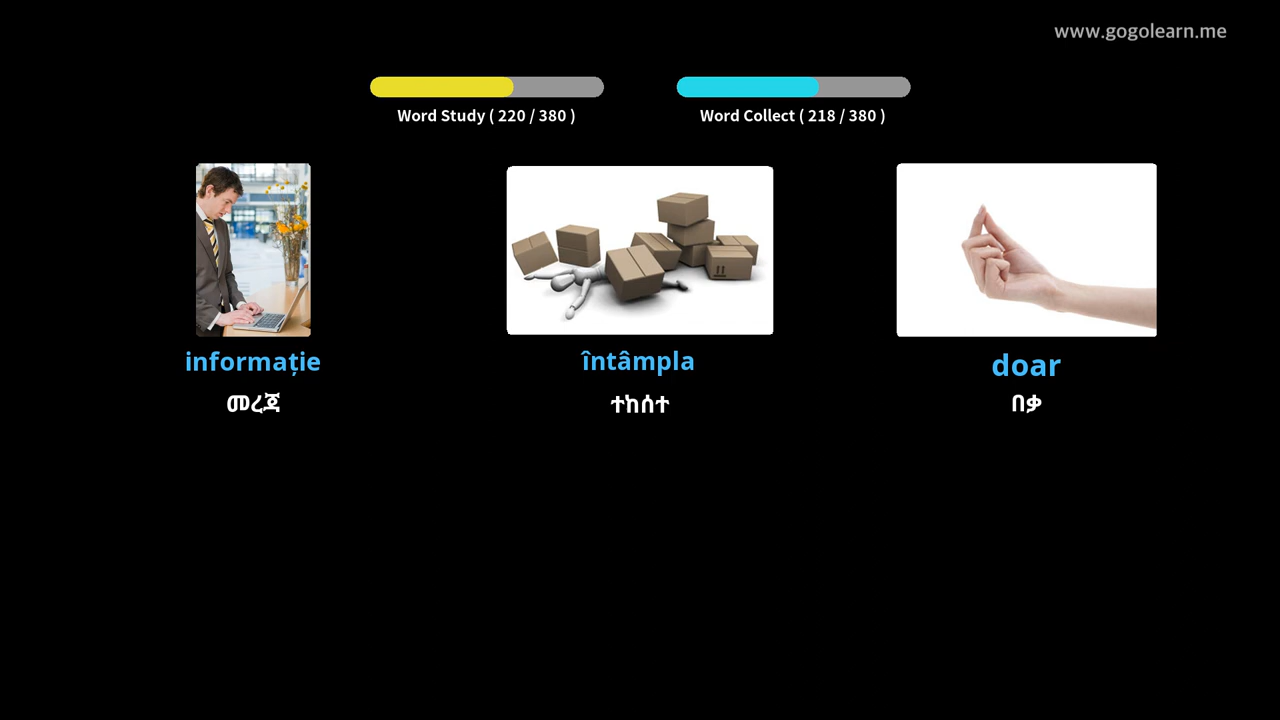 www.gogolearn.me
Word Study ( 220 / 380 )
Word Collect ( 218 / 380 )
informație
întâmpla
doar
መረጃ
ተከሰተ
በቃ